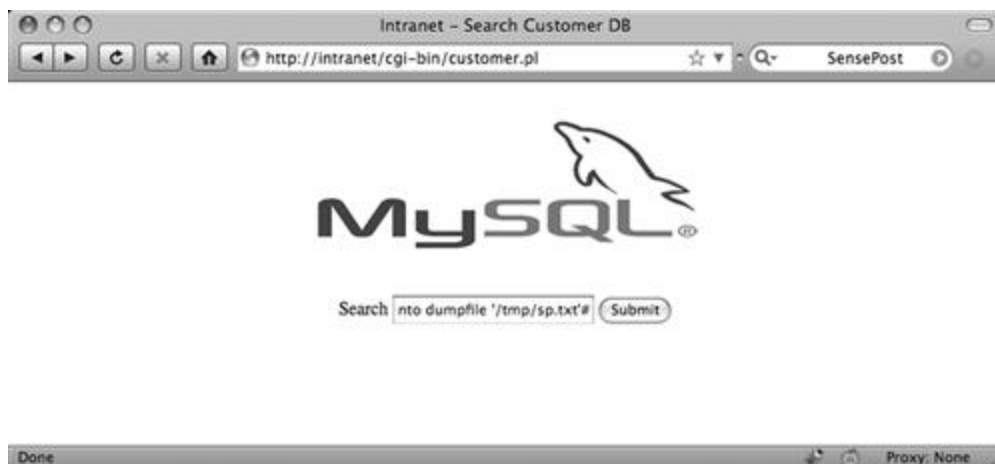 Intranet – Search Customer DB
http://intranet/cgi-bin/customer.pl
SensePost
MySQL®
Search nto dumpfile '/tmp/sp.txt'# Submit
Done Proxy: None